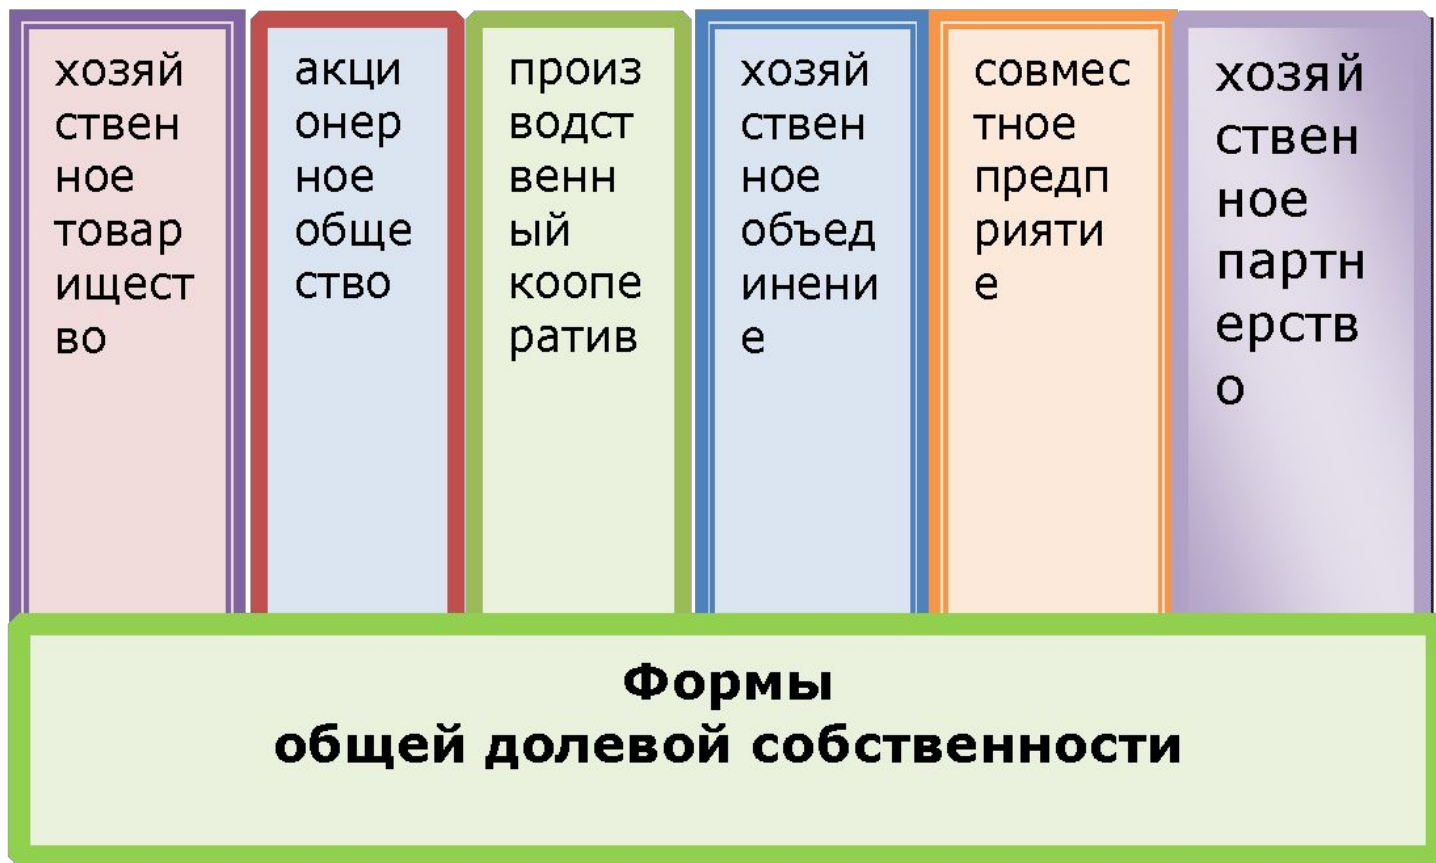 хозяй
ствен
ное
товар
ищест
во
акци
онер
ное
обще
ство
произ
водст
венн
ый
коопе
ратив
хозяй
ствен
ное
объед
инени
е
совмес
тное
предп
рияти
е
хозяй
ствен
ное
партн
ерств
о
Формы
общей долевой собственности